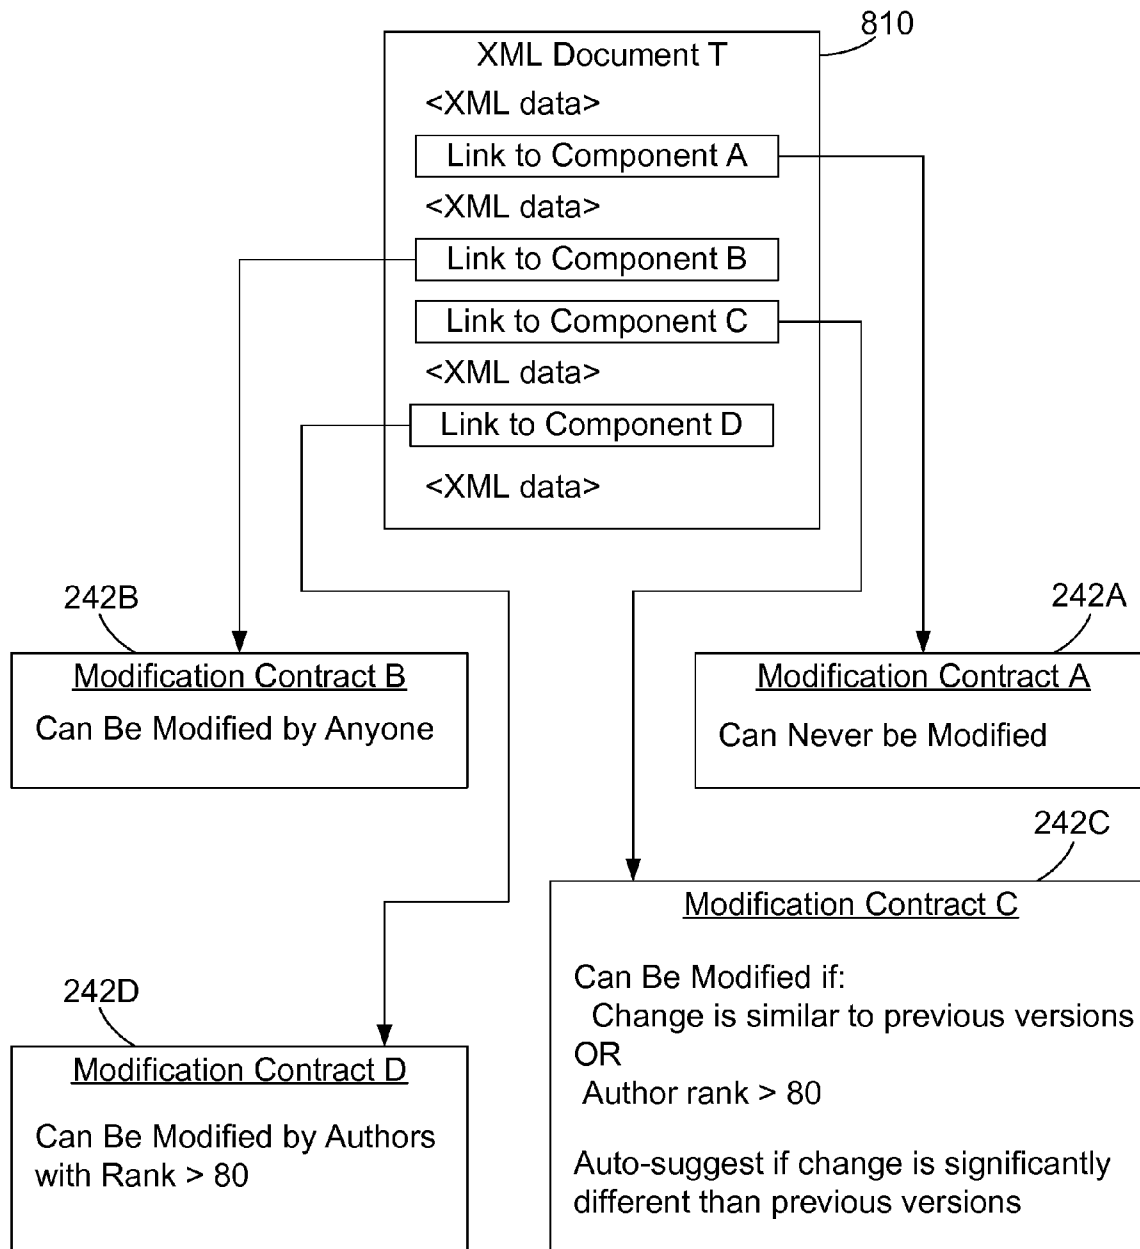 810
XML Document T
<XML data>
Link to Component A
<XML data>
Link to Component B
Link to Component C
<XML data>
Link to Component D
<XML data>
242B
Modification Contract B
Can Be Modified by Anyone
242A
Modification Contract A
Can Never be Modified
242C
Modification Contract C
Can Be Modified if:
Change is similar to previous versions
OR
Author rank > 80
Auto-suggest if change is significantly
different than previous versions
242D
Modification Contract D
Can Be Modified by Authors
with Rank > 80